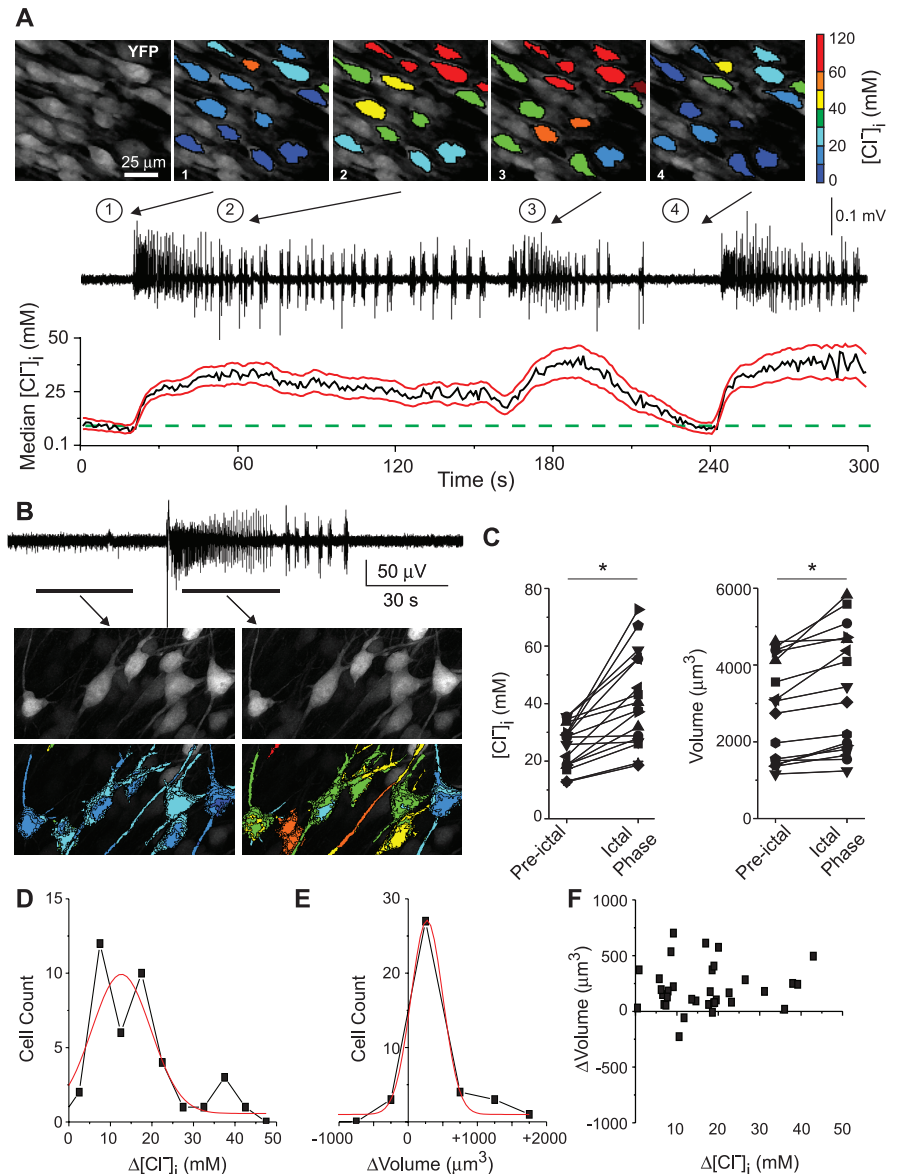 A
YFP
25 μm
1
2
3
4
120
60
40
20
0
[Cl⁻]i (mM)
1
2
3
4
0.1 mV
50
25
0.1
Median [Cl⁻]i (mM)
0
60
120
180
240
300
Time (s)
B
50 μV
30 s
C
*
80
60
40
20
0
[Cl⁻]i (mM)
Pre-ictal
Ictal Phase
*
6000
4000
2000
0
Volume (μm³)
Pre-ictal
Ictal Phase
D
15
10
5
0
Cell Count
0
10
20
30
40
50
Δ[Cl⁻]i (mM)
E
30
20
10
0
Cell Count
-1000
0
+1000
+2000
ΔVolume (μm³)
F
1000
500
0
-500
-1000
ΔVolume (μm³)
10
20
30
40
50
Δ[Cl⁻]i (mM)